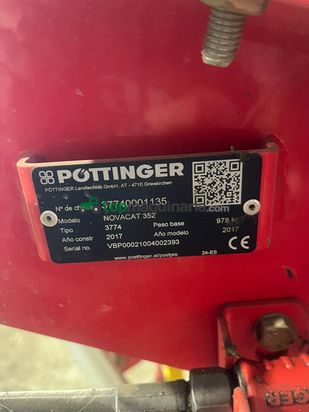 PÖTTINGER
PÖTTINGER Landtechnik GmbH, AT - 4710 Grieskirchen
Nº de ch 37740001135
Modelo NOVACAT 352
Tipo 3774 Peso base 978 kg
Año constr 2017 Año modelo 2017
Serial no. VBP00021004002393
www.poettinger.at/poetpro 24-ES
CE